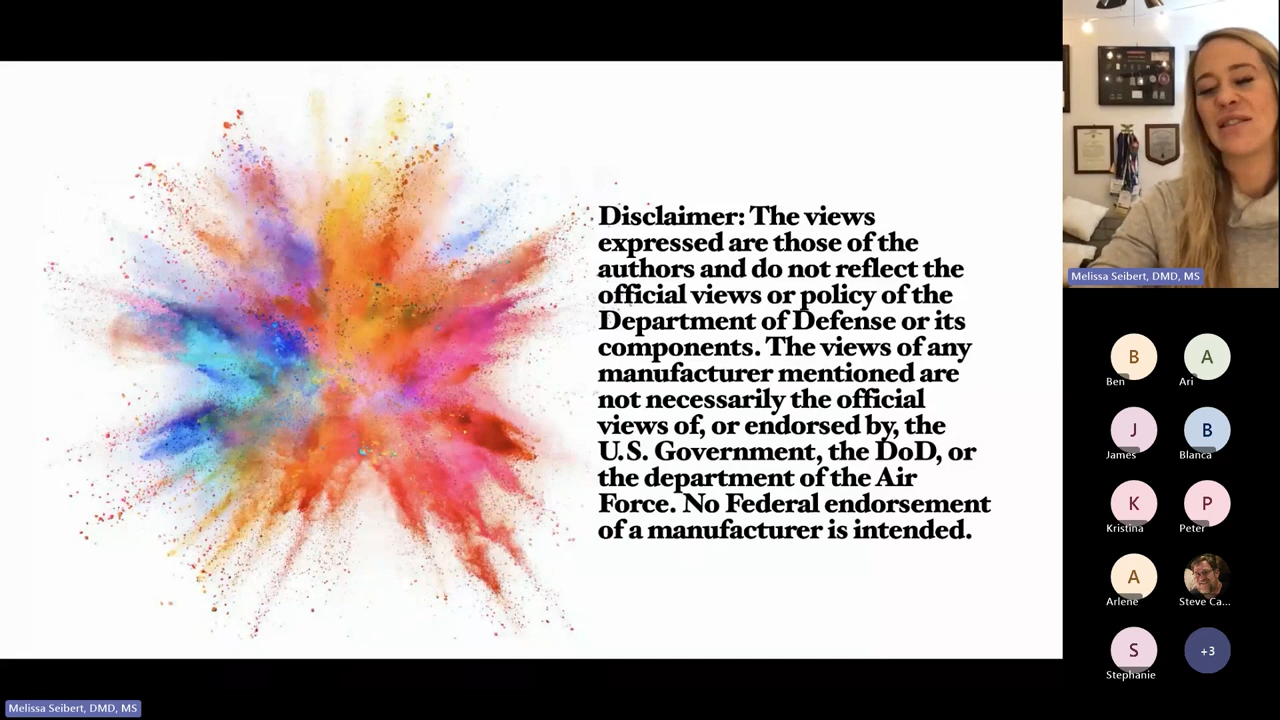 Disclaimer: The views
expressed are those of the
authors and do not reflect the
official views or policy of the
Department of Defense or its
components. The views of any
manufacturer mentioned are
not necessarily the official
views of, or endorsed by, the
U.S. Government, the DoD, or
the department of the Air
Force. No Federal endorsement
of a manufacturer is intended.
Melissa Seibert, DMD, MS
B
A
Ben
Ari
J
B
James
Blanca
K
P
Kristina
Peter
A
Arlene
Steve Ca...
S
+3
Stephanie
Melissa Seibert, DMD, MS